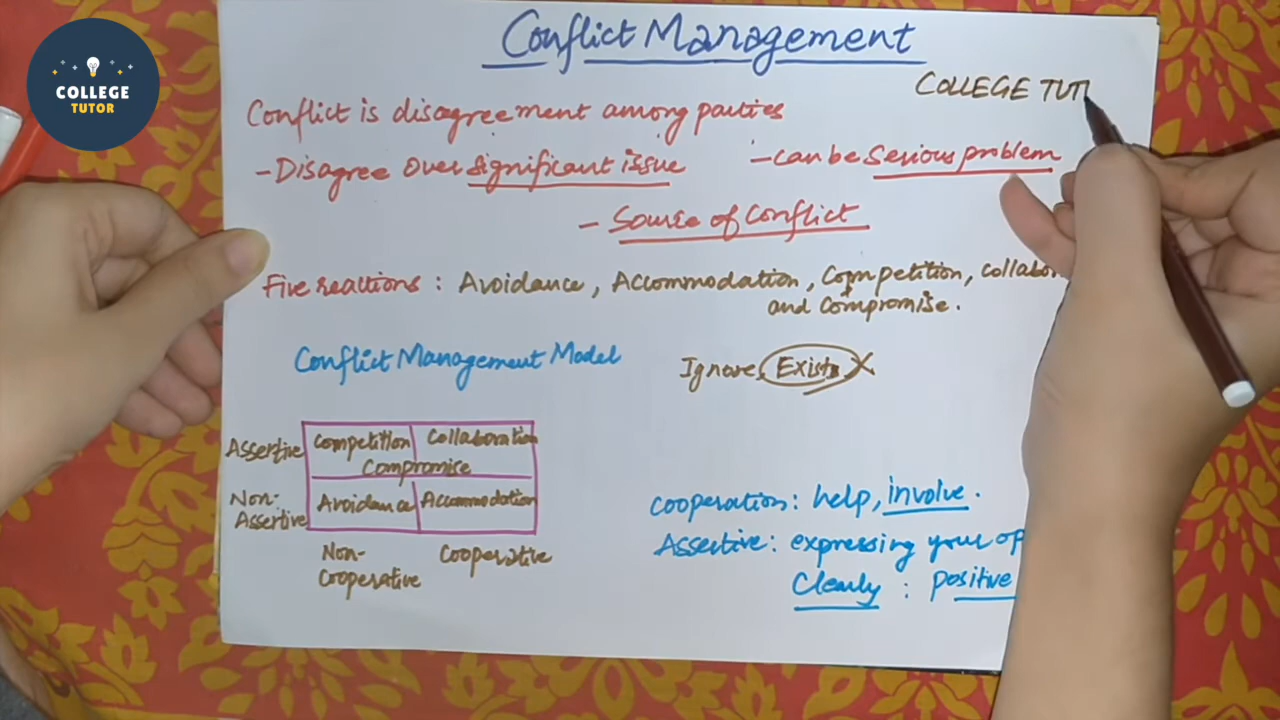 COLLEGE
TUTOR
Conflict Management
COLLEGE TUT
Conflict is disagreement among parties
- Disagree over significant issue - can be serious problem
- Source of Conflict
Five reactions : Avoidance, Accommodation, Competition, collabor
and compromise.
Conflict Management Model
Ignore, Exists X
Assertive Competition Collaboration
Compromise
Non-Assertive Avoidance Accommodation
Non-Cooperative Cooperative
cooperation: help, involve.
Assertive: expressing your op
Clearly : positive